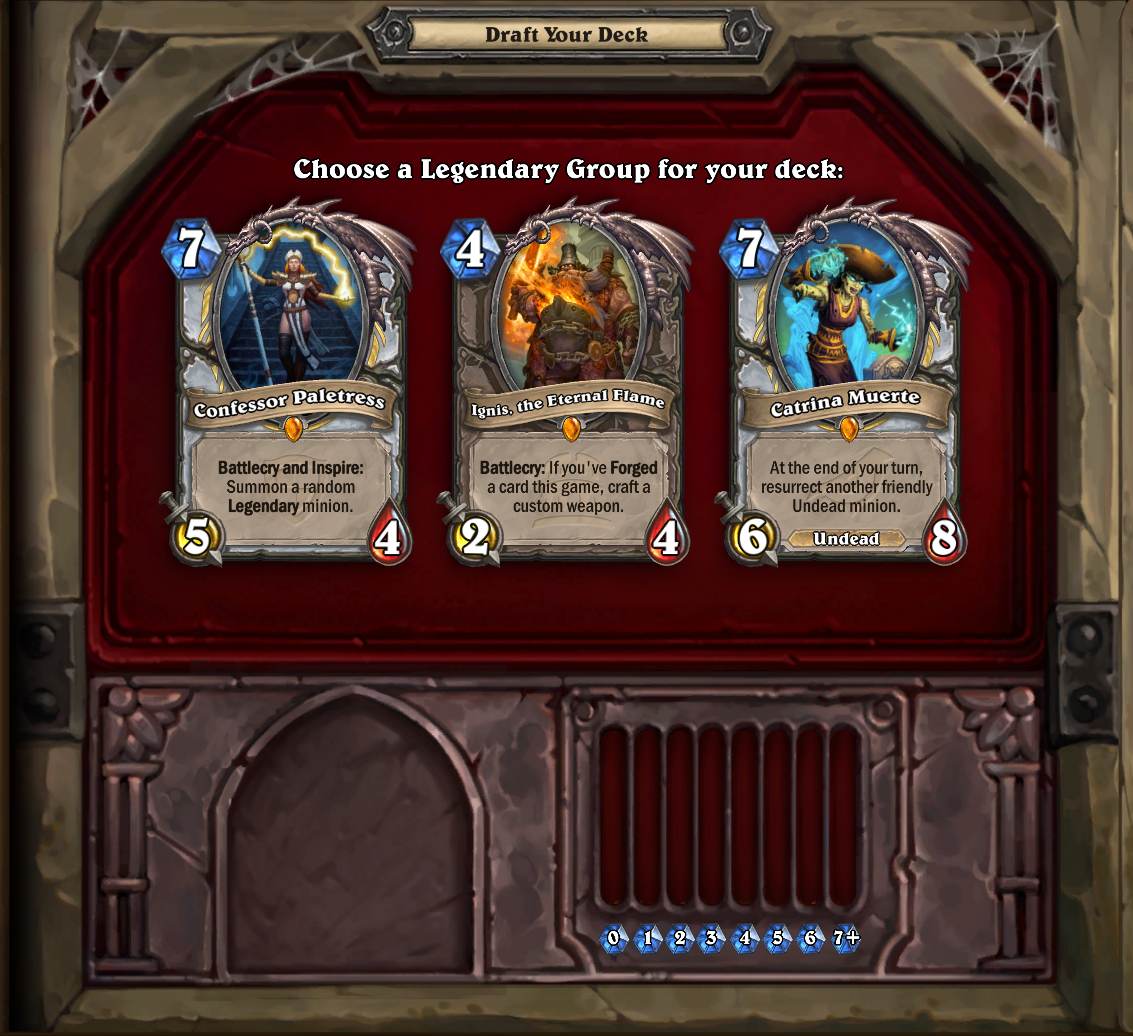 Draft Your Deck
Choose a Legendary Group for your deck:
7
Confessor Paletress
Battlecry and Inspire:
Summon a random
Legendary minion.
5
4
4
Ignis, the Eternal Flame
Battlecry: If you've Forged
a card this game, craft a
custom weapon.
2
4
7
Catrina Muerte
At the end of your turn,
resurrect another friendly
Undead minion.
6
Undead
8
0 1 2 3 4 5 6 7+